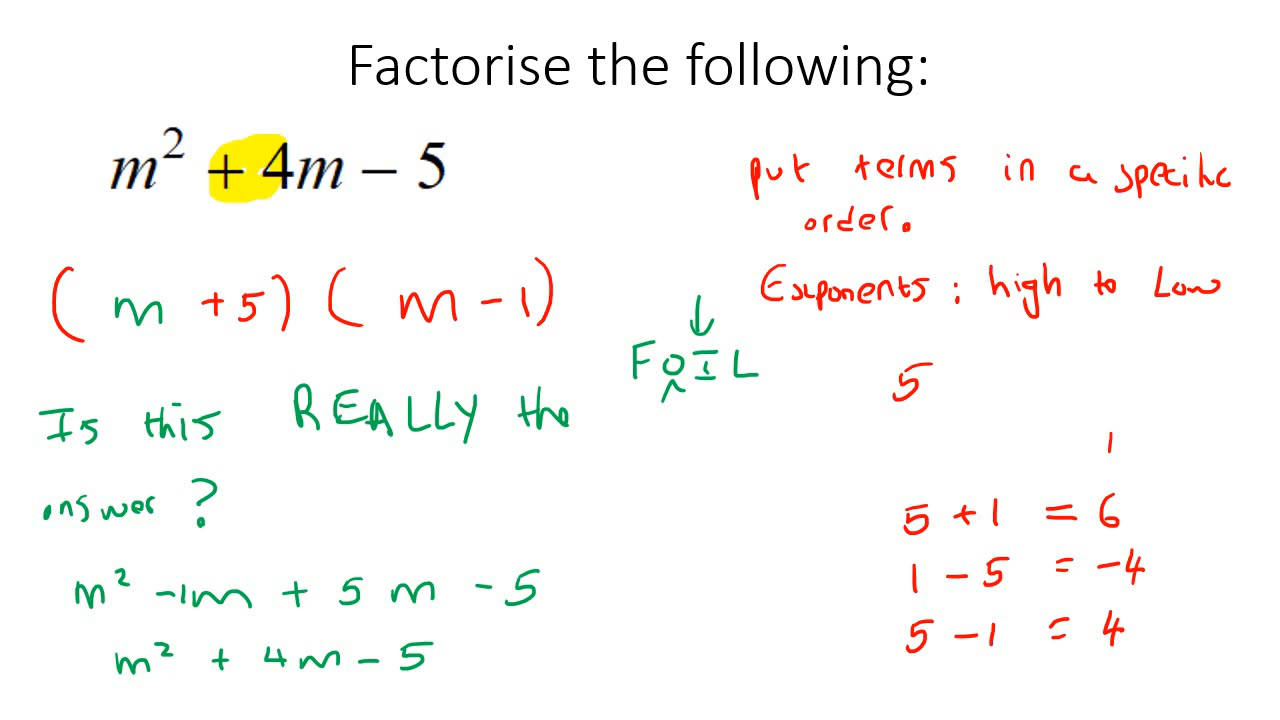 Factorise the following:
m² + 4m − 5
(m +5)(m −1)
Is this REALLY the
answer?
m² −1m + 5m −5
m² + 4m − 5
put terms in a specific
order.
Exponents: high to Low
FOIL
5
1
5 + 1 = 6
1 − 5 = −4
5 − 1 = 4